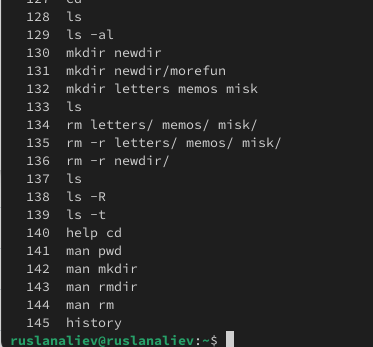 127  cd
128  ls
129  ls -al
130  mkdir newdir
131  mkdir newdir/morefun
132  mkdir letters memos misk
133  ls
134  rm letters/ memos/ misk/
135  rm -r letters/ memos/ misk/
136  rm -r newdir/
137  ls
138  ls -R
139  ls -t
140  help cd
141  man pwd
142  man mkdir
143  man rmdir
144  man rm
145  history
ruslanaliev@ruslanaliev:~$